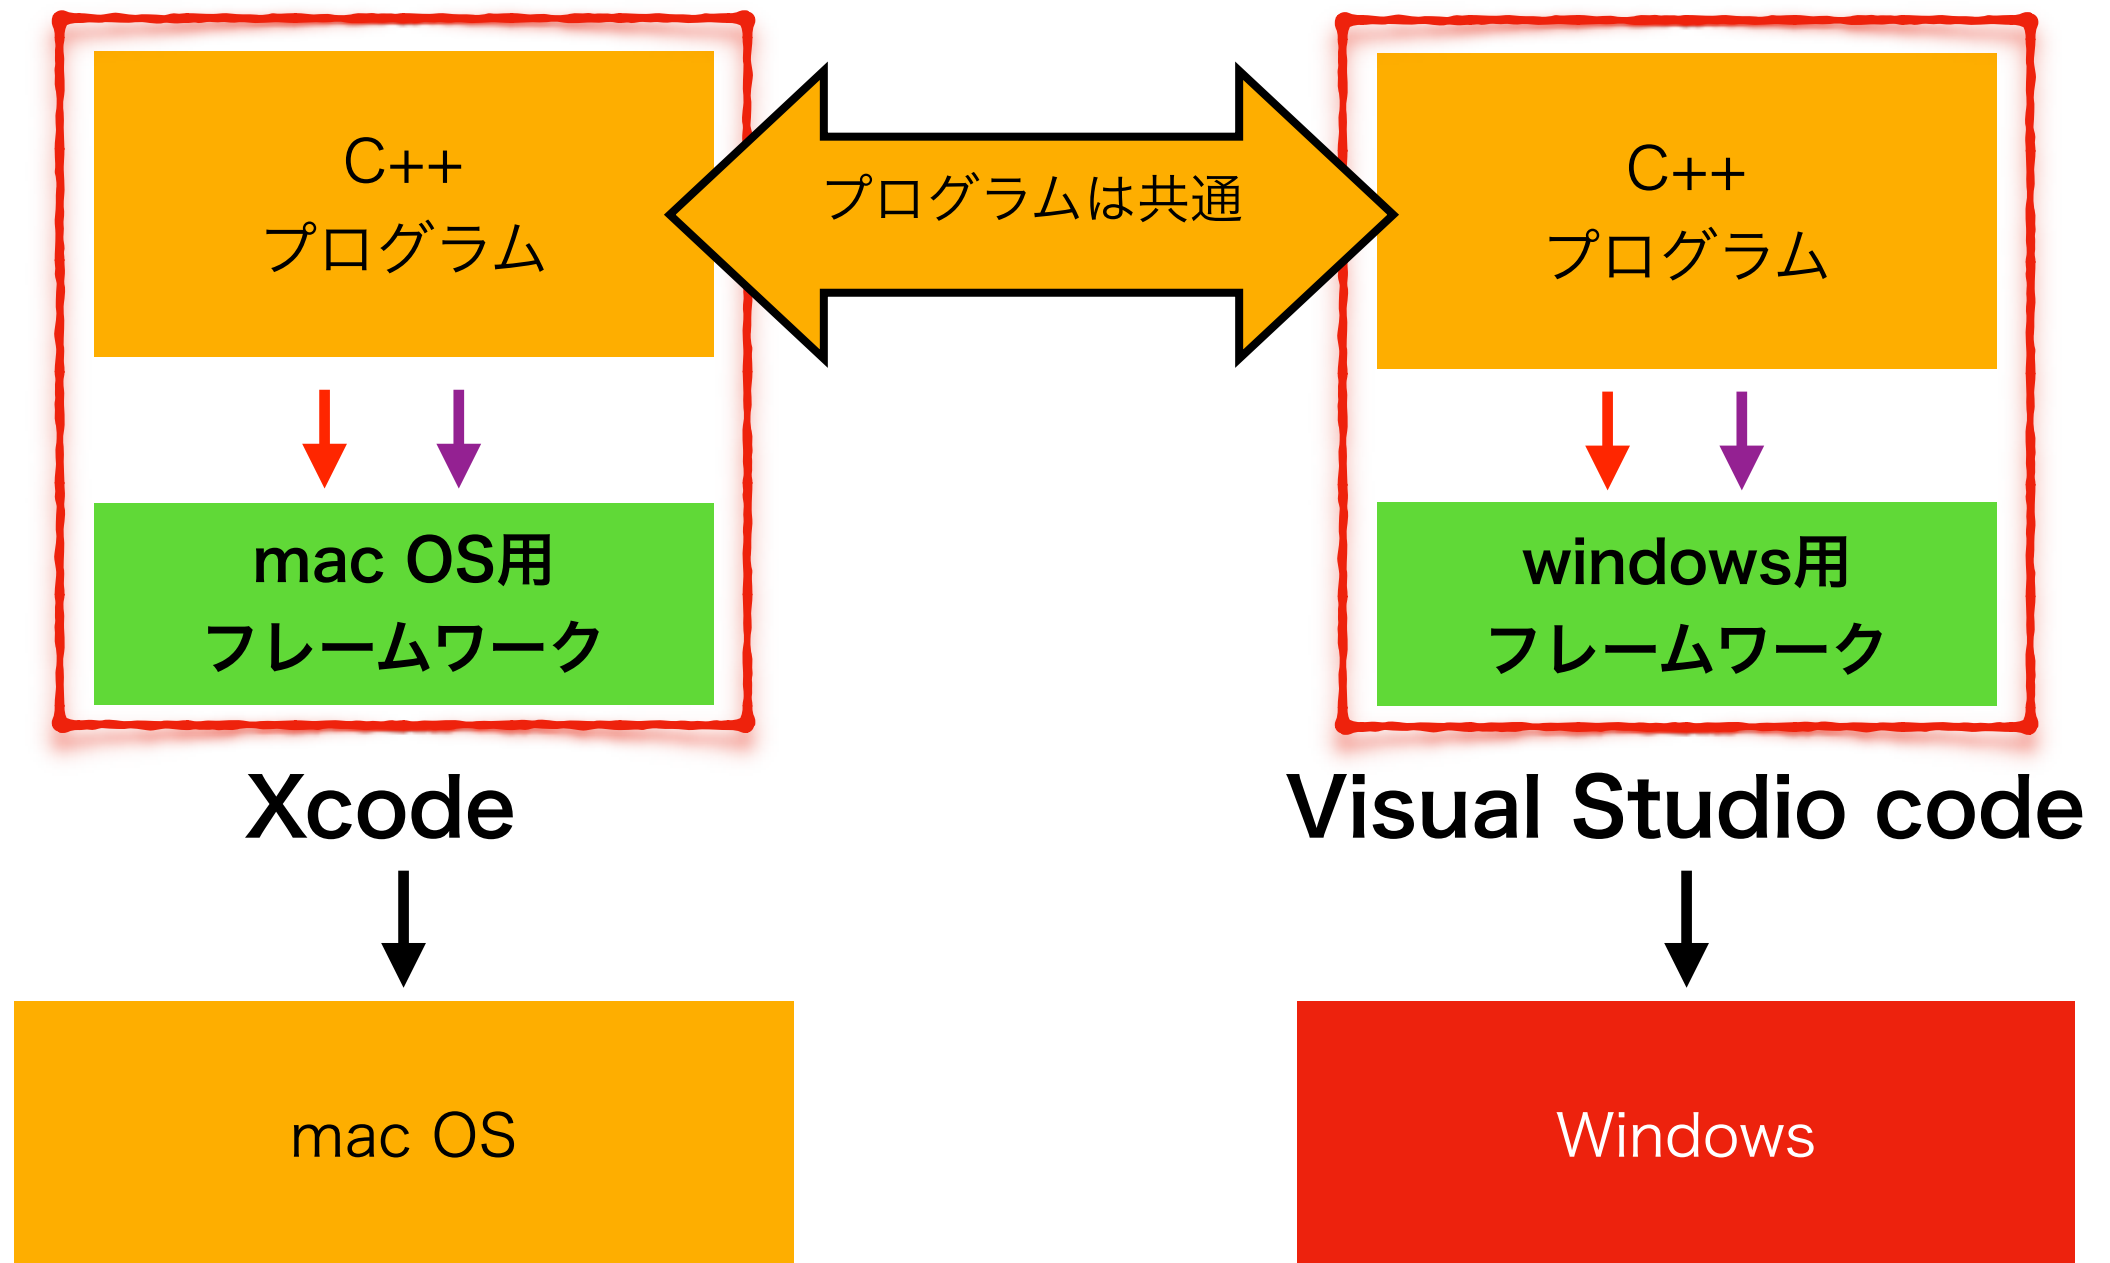 C++
プログラム
プログラムは共通
C++
プログラム
mac OS用
フレームワーク
windows用
フレームワーク
Xcode
Visual Studio code
mac OS
Windows